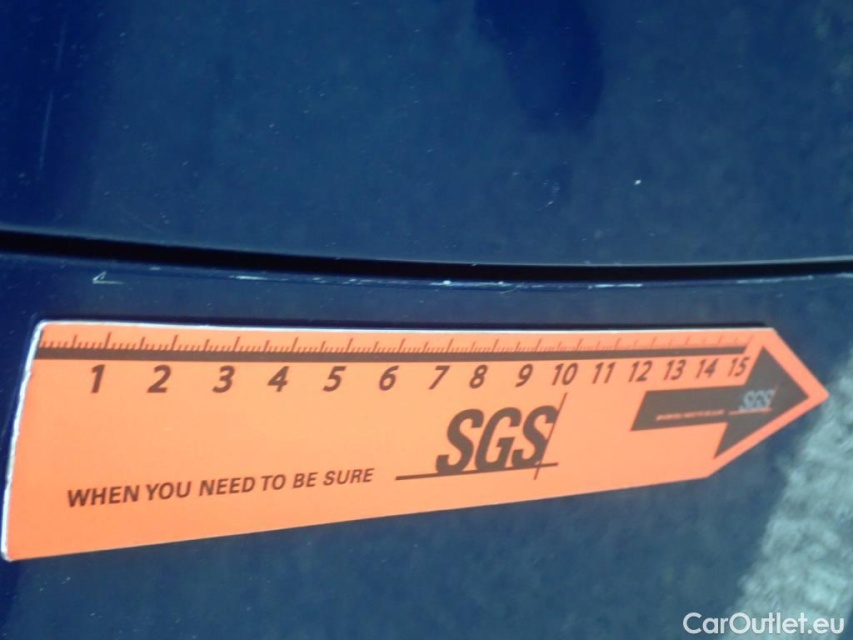 1 2 3 4 5 6 7 8 9 10 11 12 13 14 15
SGS
SGS
WHEN YOU NEED TO BE SURE
CarOutlet.eu